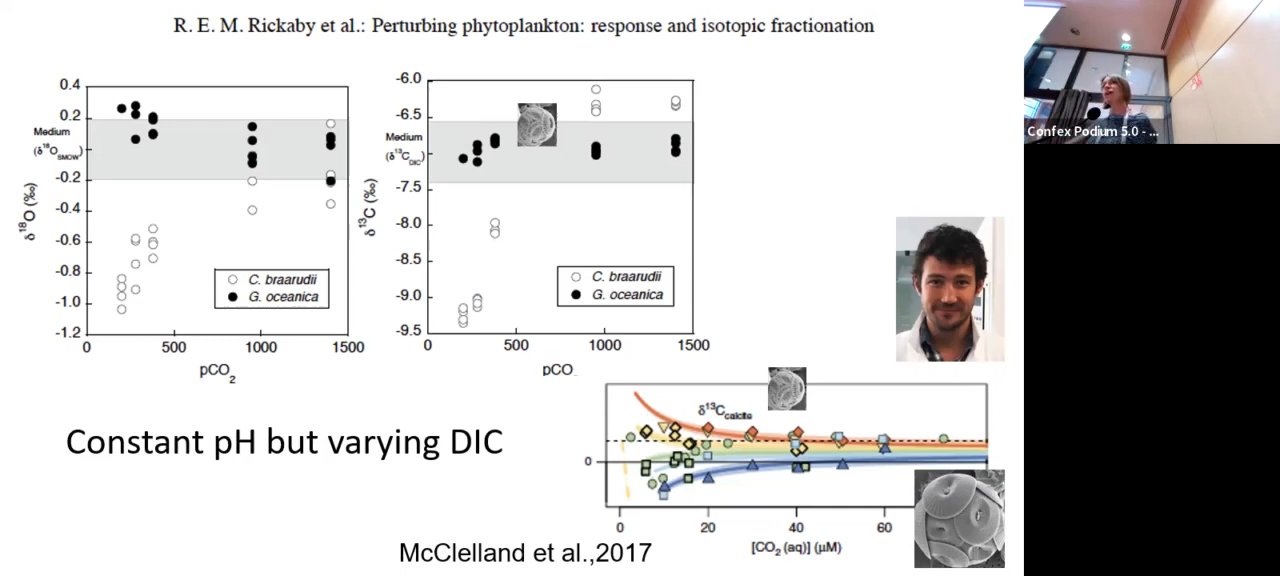 R. E. M. Rickaby et al.: Perturbing phytoplankton: response and isotopic fractionation
0.4
0.2
Medium
(δ¹⁸O_SMOW)
-0.2
-0.4
-0.6
-0.8
-1.0
-1.2
δ¹⁸O (‰)
C. braarudii
G. oceanica
0 500 1000 1500
pCO₂
-6.0
-6.5
Medium
(δ¹³C_DIC)
-7.5
-8.0
-8.5
-9.0
-9.5
δ¹³C (‰)
C. braarudii
G. oceanica
0 500 1000 1500
pCO
Confex Podium 5.0 - ...
Constant pH but varying DIC
δ¹³Ccalcite
0
0 20 40 60
[CO₂(aq)] (μM)
McClelland et al.,2017